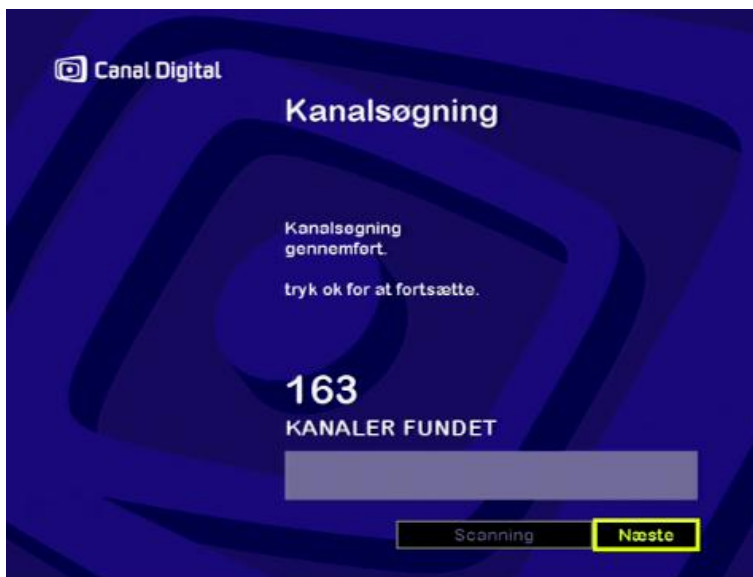 Canal Digital
Kanalsøgning
Kanalsøgning
gennemført.
tryk ok for at fortsætte.
163
KANALER FUNDET
Scanning
Næste